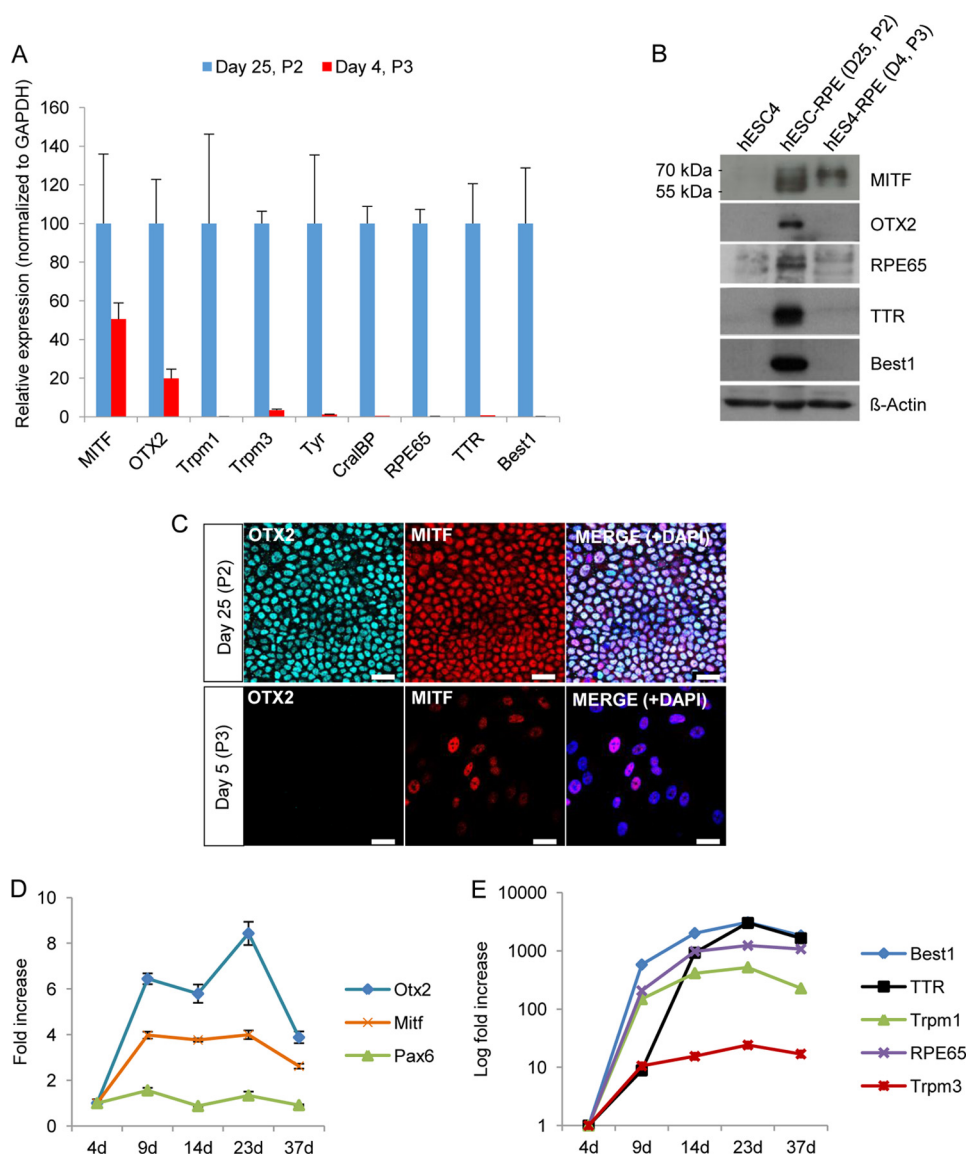 A
Day 25, P2
Day 4, P3
Relative expression (normalized to GAPDH)
160
140
120
100
80
60
40
20
0
MITF
OTX2
Trpm1
Trpm3
Tyr
CralBP
RPE65
TTR
Best1
B
hESC4
hESC-RPE (D25, P2)
hES4-RPE (D4, P3)
70 kDa
55 kDa
MITF
OTX2
RPE65
TTR
Best1
ß-Actin
C
Day 25 (P2)
OTX2
MITF
MERGE (+DAPI)
Day 5 (P3)
OTX2
MITF
MERGE (+DAPI)
D
Fold increase
10
8
6
4
2
0
4d 9d 14d 23d 37d
Otx2
Mitf
Pax6
E
Log fold increase
10000
1000
100
10
1
4d 9d 14d 23d 37d
Best1
TTR
Trpm1
RPE65
Trpm3